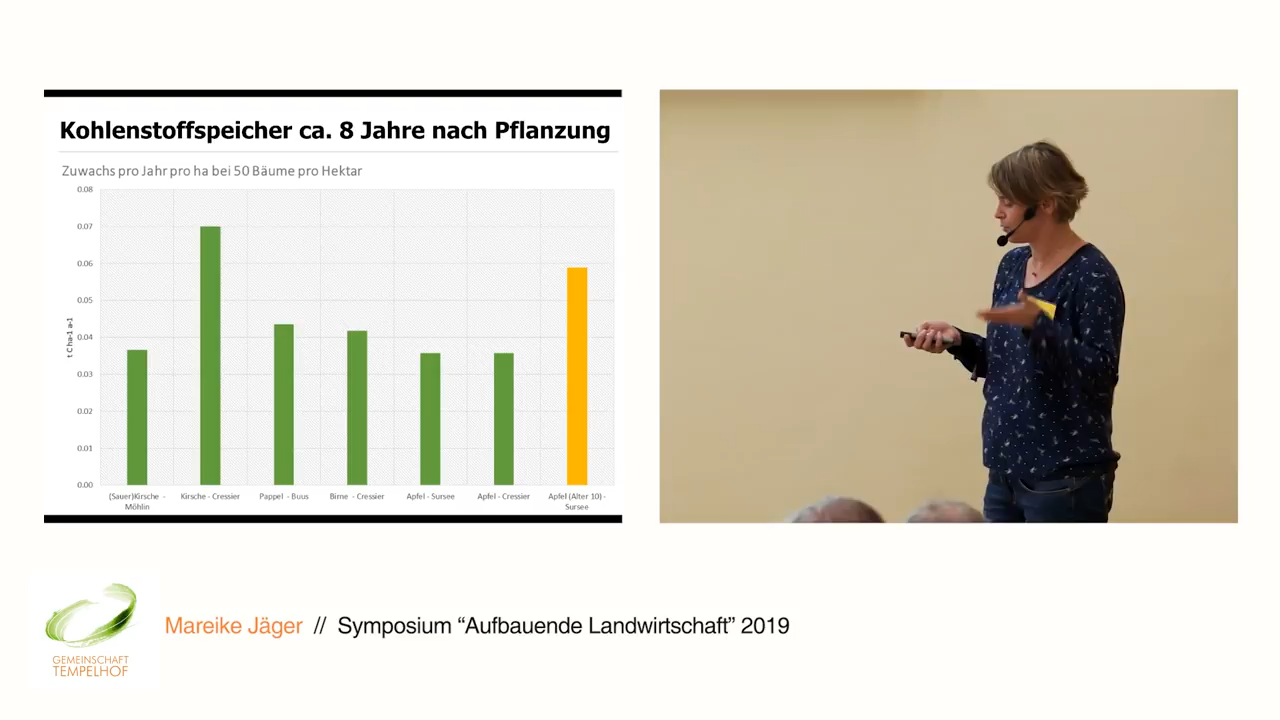 Kohlenstoffspeicher ca. 8 Jahre nach Pflanzung
Zuwachs pro Jahr pro ha bei 50 Bäume pro Hektar
0.08
0.07
0.06
0.05
0.04
0.03
0.02
0.01
0.00
t C ha-1 a-1
(Sauer)Kirsche -
Möhlin
Kirsche - Cressier
Pappel - Buus
Birne - Cressier
Apfel - Sursee
Apfel - Cressier
Apfel (Alter 10) -
Sursee
GEMEINSCHAFT
TEMPELHOF
Mareike Jäger // Symposium “Aufbauende Landwirtschaft” 2019